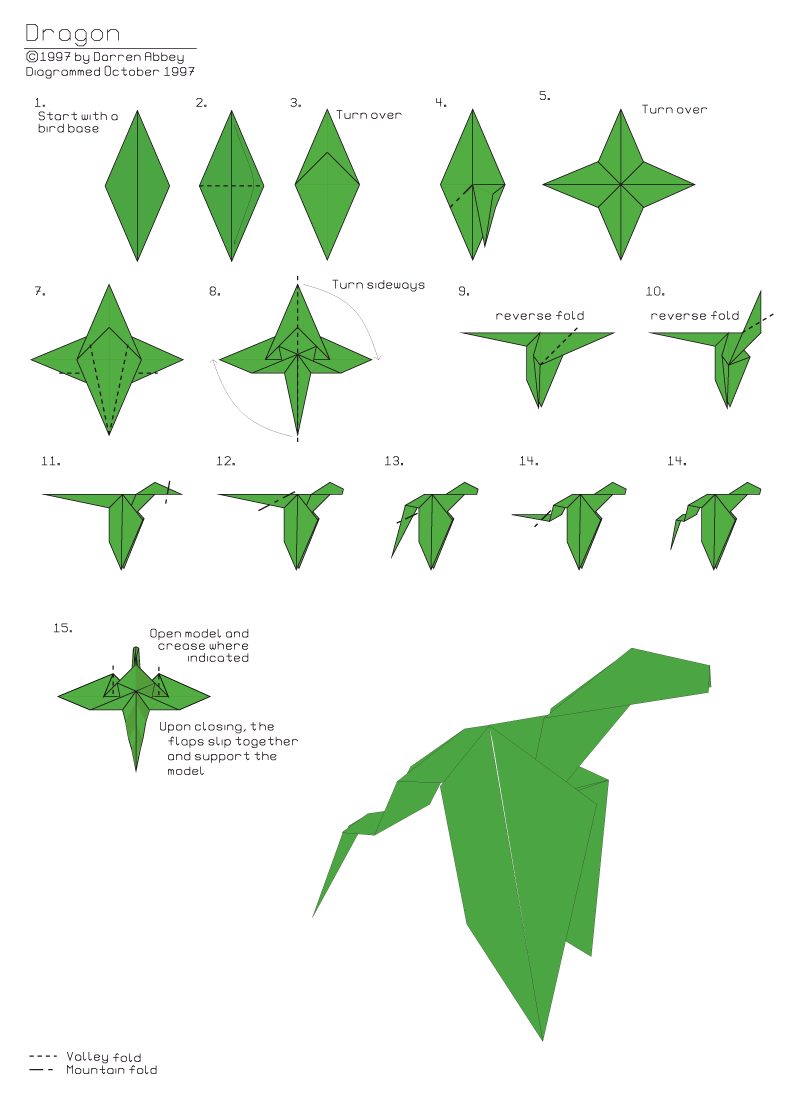 Dragon
©1997 by Darren Abbey
Diagrammed October 1997
1.
Start with a
bird base
2.
3.
Turn over
4.
5.
Turn over
7.
8.
Turn sideways
9.
reverse fold
10.
reverse fold
11.
12.
13.
14.
14.
15.
Open model and
crease where
indicated
Upon closing, the
flaps slip together
and support the
model
Valley fold
Mountain fold